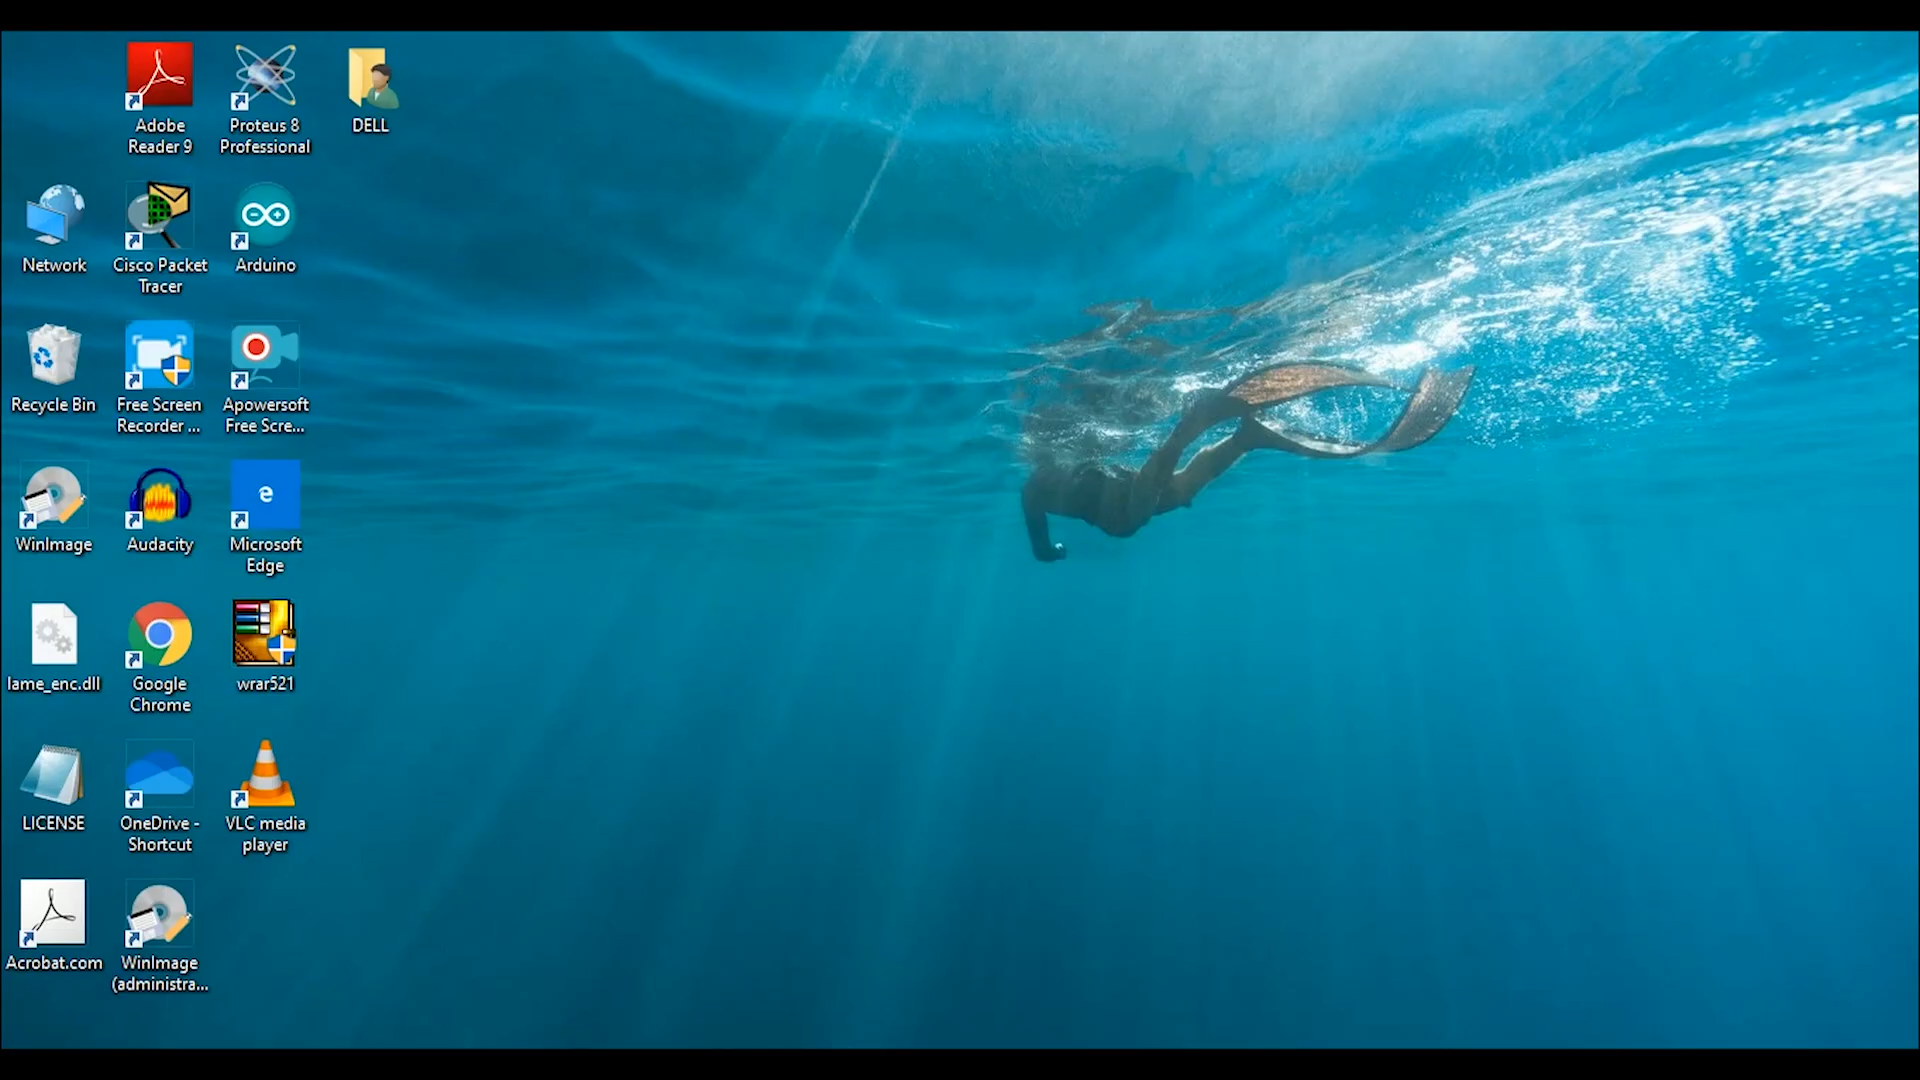 Adobe
Reader 9
Proteus 8
Professional
DELL
Network
Cisco Packet
Tracer
Arduino
Recycle Bin
Free Screen
Recorder ...
Apowersoft
Free Scre...
WinImage
Audacity
Microsoft
Edge
lame_enc.dll
Google
Chrome
wrar521
LICENSE
OneDrive -
Shortcut
VLC media
player
Acrobat.com
WinImage
(administra...